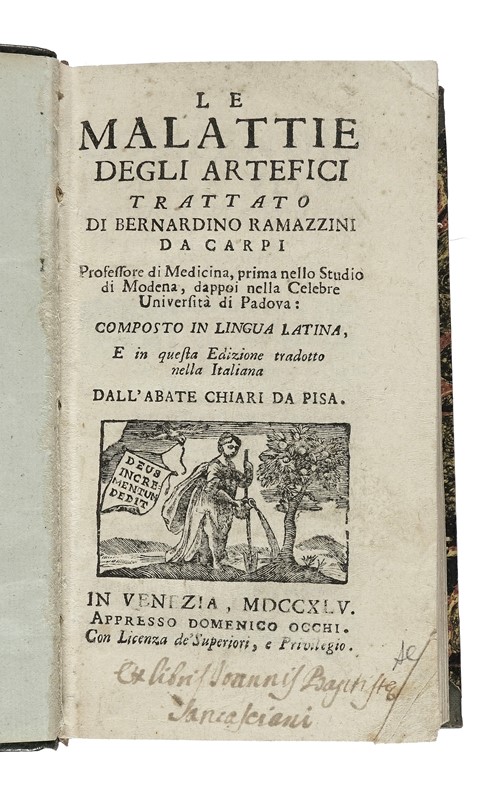 LE
MALATTIE
DEGLI ARTEFICI
TRATTATO
DI BERNARDINO RAMAZZINI
DA CARPI
Profeſſore di Medicina, prima nello Studio
di Modena, dappoi nella Celebre
Univerſità di Padova:
COMPOSTO IN LINGUA LATINA,
E in queſta Edizione tradotto
nella Italiana
DALL'ABATE CHIARI DA PISA.
DEUS
INCRE-
MENTUM
DEDIT
IN VENEZIA, MDCCXLV.
APPRESSO DOMENICO OCCHI.
Con Licenza de' Superiori, e Privilegio.
Ex libris Joannis Baptiste
Sancasciani